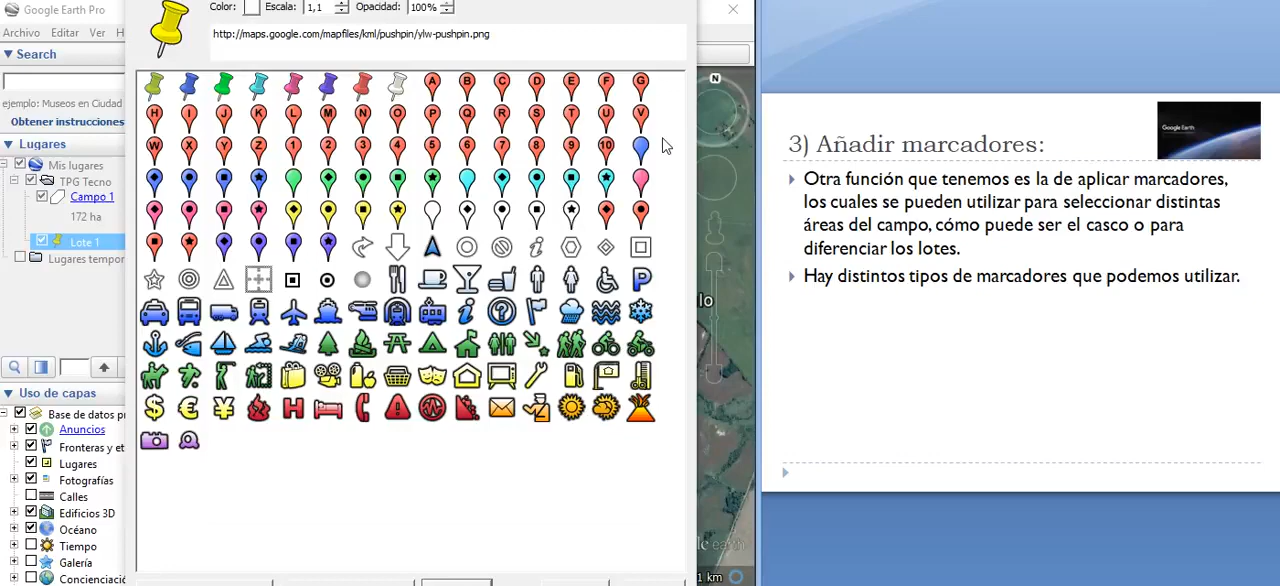 Google Earth Pro
Archivo Editar Ver H
Search
ejemplo: Museos en Ciudad
Obtener instrucciones
Lugares
Mis lugares
TPG Tecno
Campo 1
172 ha
Lote 1
Lugares tempor
Uso de capas
Base de datos pr
Anuncios
Fronteras y et
Lugares
Fotografías
Calles
Edificios 3D
Océano
Tiempo
Galería
Concienciació
Color: Escala: 1,1 Opacidad: 100%
http://maps.google.com/mapfiles/kml/pushpin/ylw-pushpin.png
A B C D E F G
H I J K L M N O P Q R S T U V
W X Y Z 1 2 3 4 5 6 7 8 9 10
i
P
? i
$ € ¥ H
N
lo
1 km
3) Añadir marcadores:
Google Earth
Otra función que tenemos es la de aplicar marcadores,
los cuales se pueden utilizar para seleccionar distintas
áreas del campo, cómo puede ser el casco o para
diferenciar los lotes.
Hay distintos tipos de marcadores que podemos utilizar.